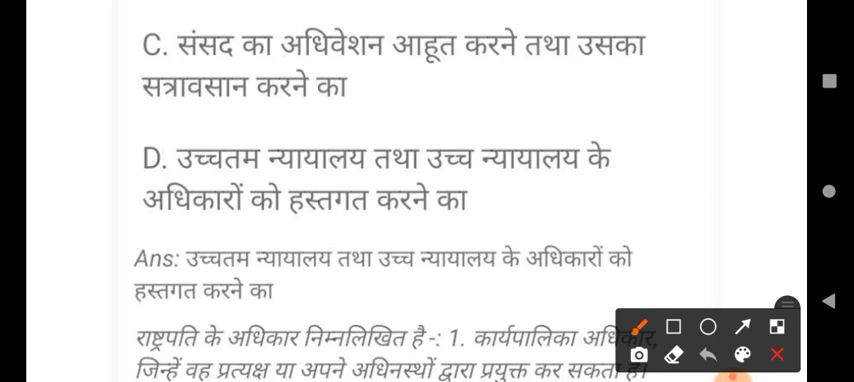 C. संसद का अधिवेशन आहूत करने तथा उसका
सत्रावसान करने का
D. उच्चतम न्यायालय तथा उच्च न्यायालय के
अधिकारों को हस्तगत करने का
Ans: उच्चतम न्यायालय तथा उच्च न्यायालय के अधिकारों को
हस्तगत करने का
राष्ट्रपति के अधिकार निम्नलिखित है -: 1. कार्यपालिका
जिन्हें वह प्रत्यक्ष या अपने अधिनस्थों द्वारा प्रयुक्त कर